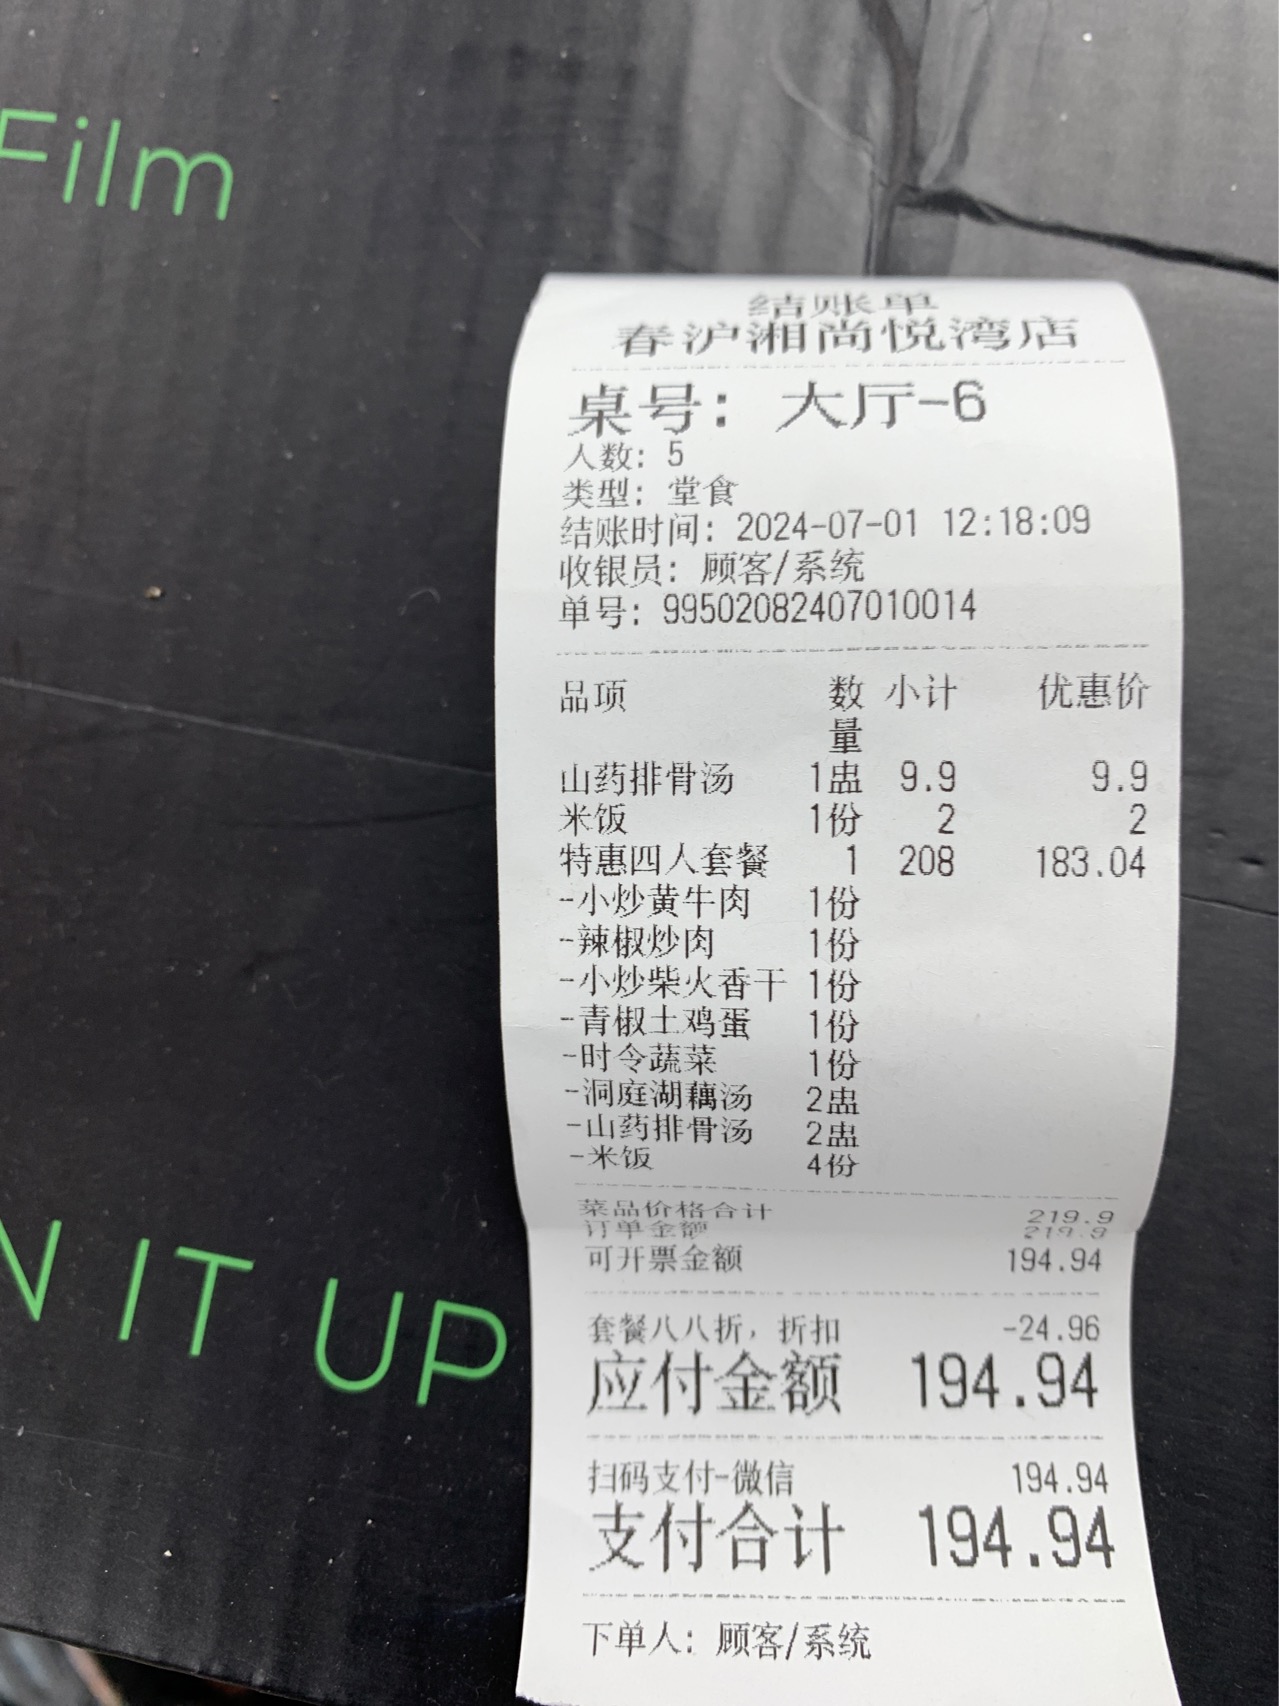 Film
N IT UP
结账单
春沪湘尚悦湾店
桌号: 大厅-6
人数: 5
类型: 堂食
结账时间: 2024-07-01 12:18:09
收银员: 顾客/系统
单号: 99502082407010014
品项 数量 小计 优惠价
山药排骨汤 1盅 9.9 9.9
米饭 1份 2 2
特惠四人套餐 1 208 183.04
-小炒黄牛肉 1份
-辣椒炒肉 1份
-小炒柴火香干 1份
-青椒土鸡蛋 1份
-时令蔬菜 1份
-洞庭湖藕汤 2盅
-山药排骨汤 2盅
-米饭 4份
菜品价格合计 219.9
订单金额 219.9
可开票金额 194.94
套餐八八折，折扣 -24.96
应付金额 194.94
扫码支付-微信 194.94
支付合计 194.94
下单人: 顾客/系统